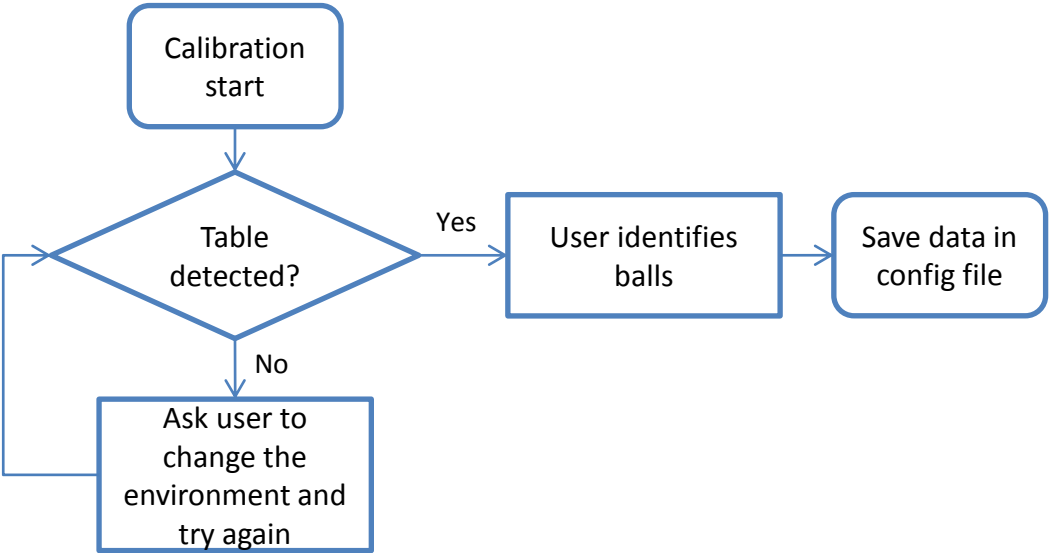 Calibration
start
Table
detected?
Yes
User identifies
balls
Save data in
config file
No
Ask user to
change the
environment and
try again